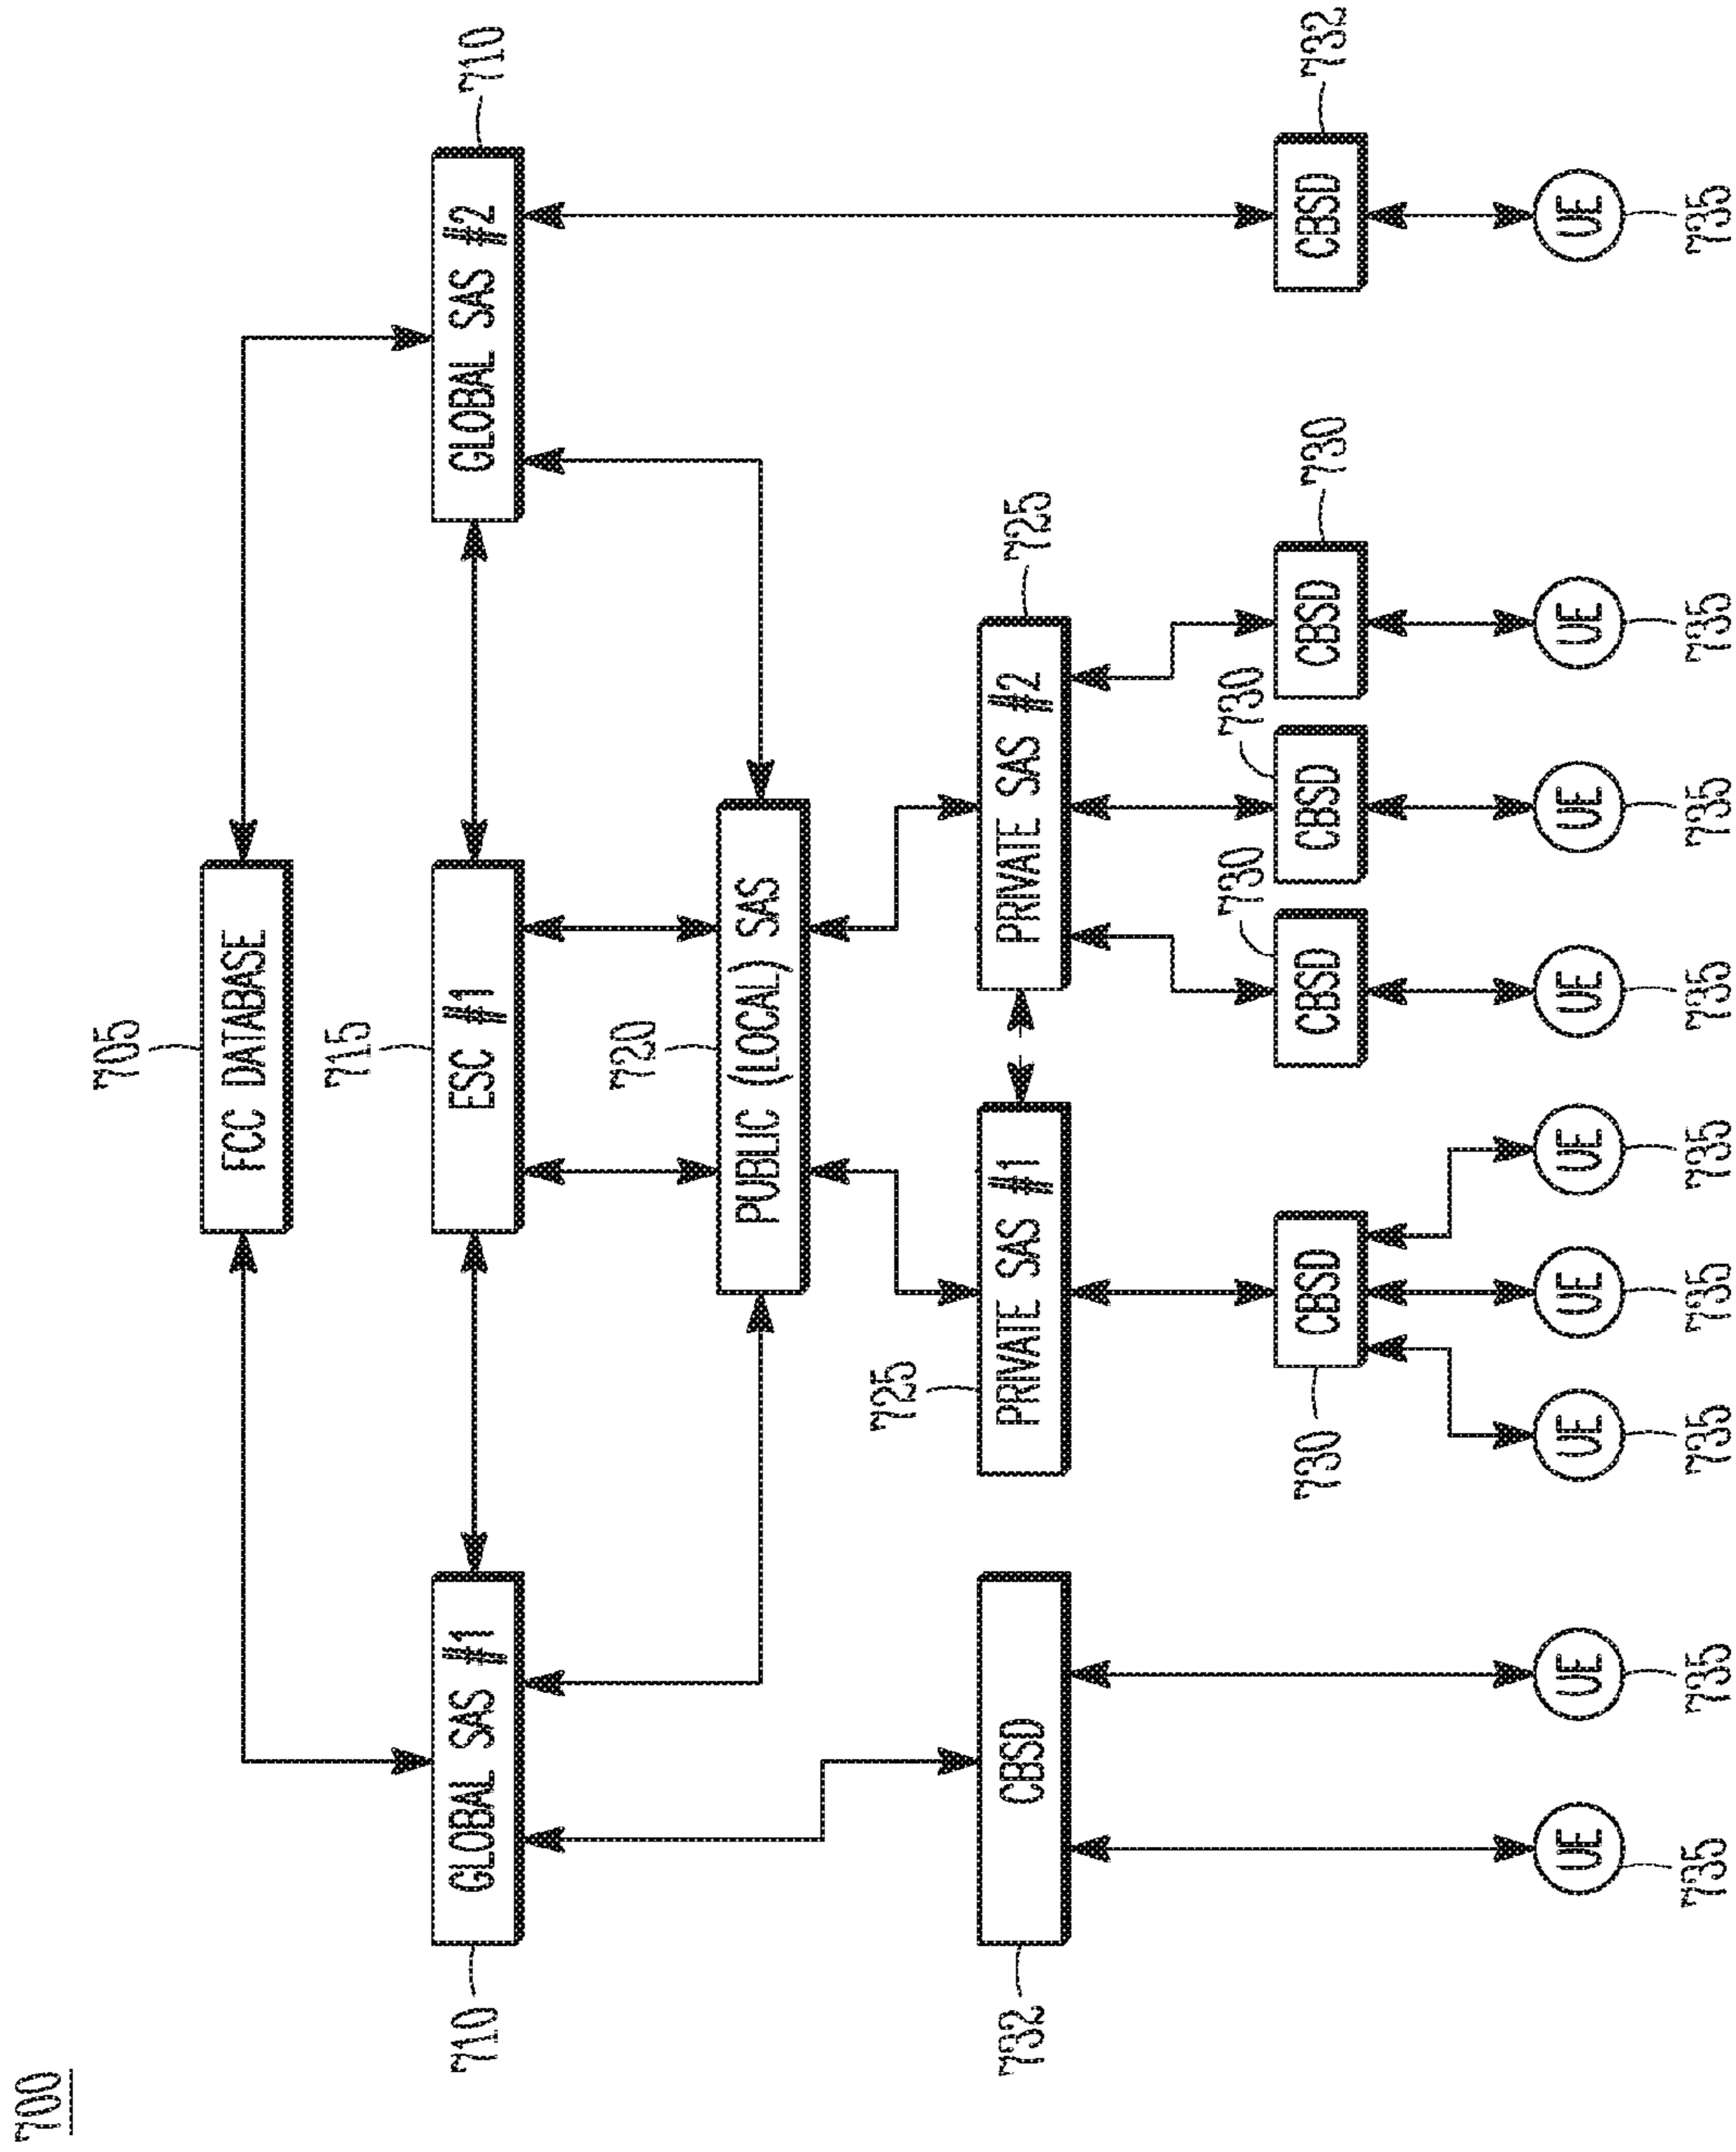 700
705
FCC DATABASE
710
GLOBAL SAS #1
715
ESC #1
GLOBAL SAS #2
710
720
PUBLIC (LOCAL) SAS
732
CBSD
725
PRIVATE SAS #1
PRIVATE SAS #2
725
730
CBSD
730
CBSD
730
CBSD
CBSD
730
CBSD
732
UE
UE
UE
UE
UE
UE
UE
UE
UE
735
735
735
735
735
735
735
735
735